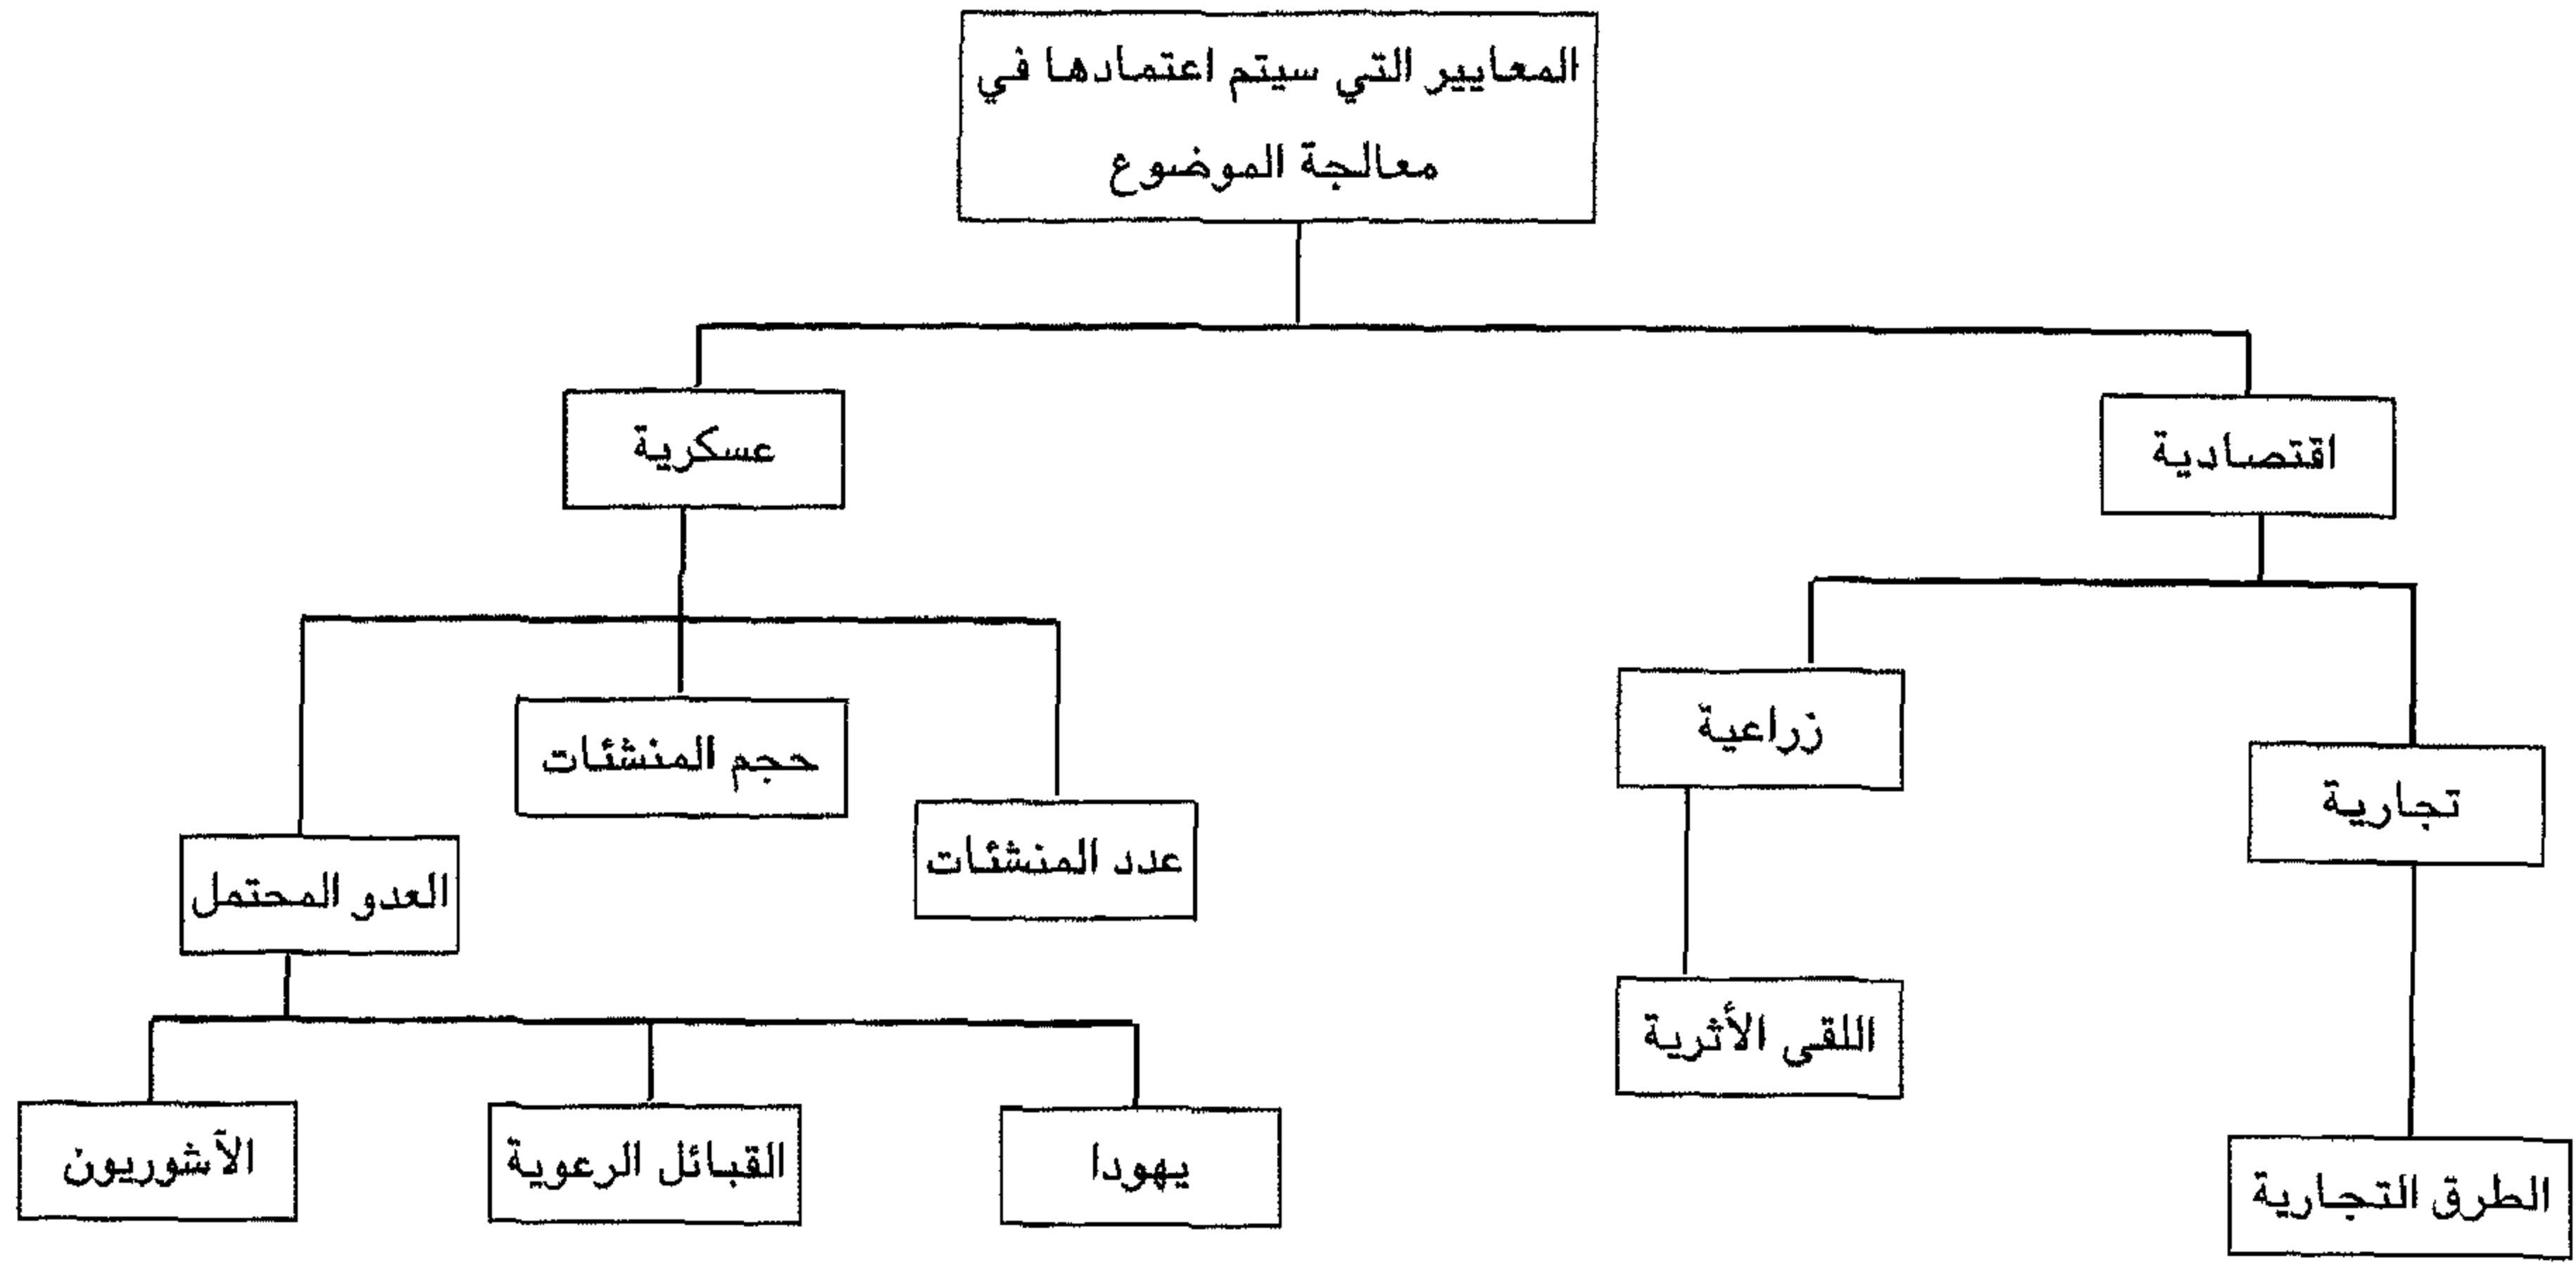 المعايير التي سيتم اعتمادها في
معالجة الموضوع
اقتصادية
عسكرية
تجارية
زراعية
الطرق التجارية
اللقى الأثرية
عدد المنشئات
حجم المنشئات
العدو المحتمل
يهودا
القبائل الرعوية
الآشوريون